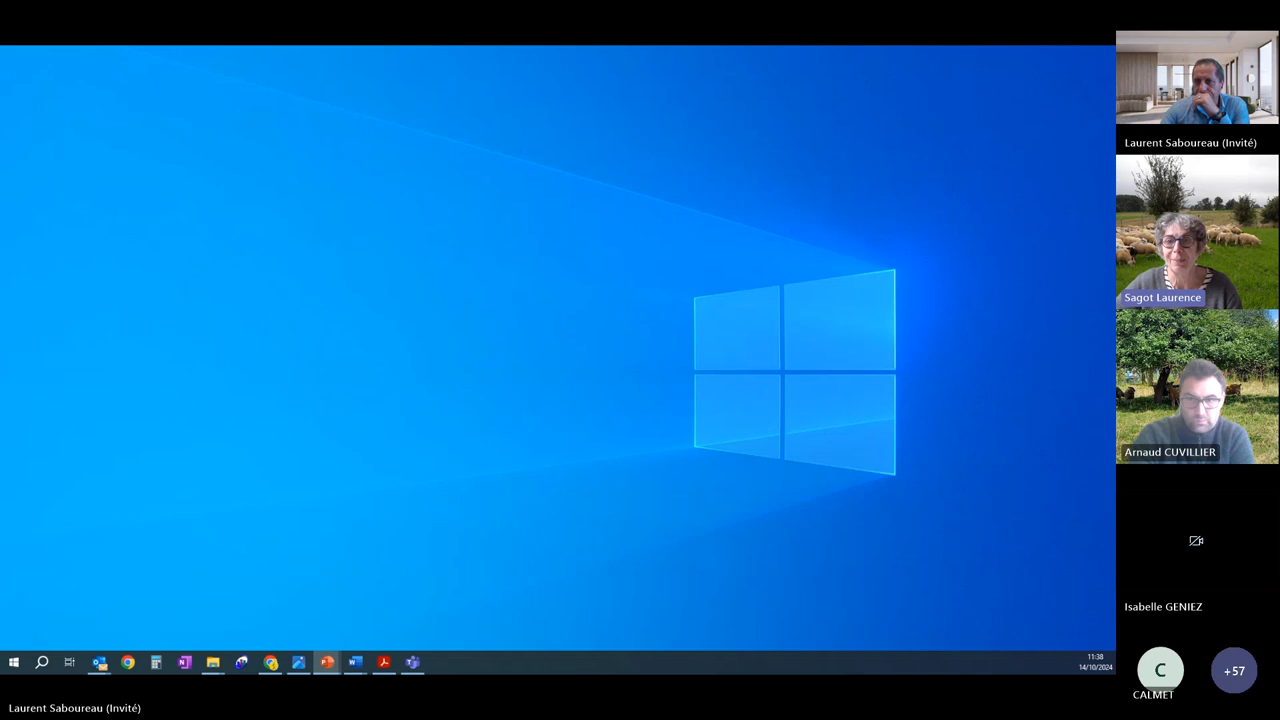 Laurent Saboureau (Invité)
Sagot Laurence
Arnaud CUVILLIER
Isabelle GENIEZ
C
+57
CALMET
11:38
14/10/2024
Laurent Saboureau (Invité)